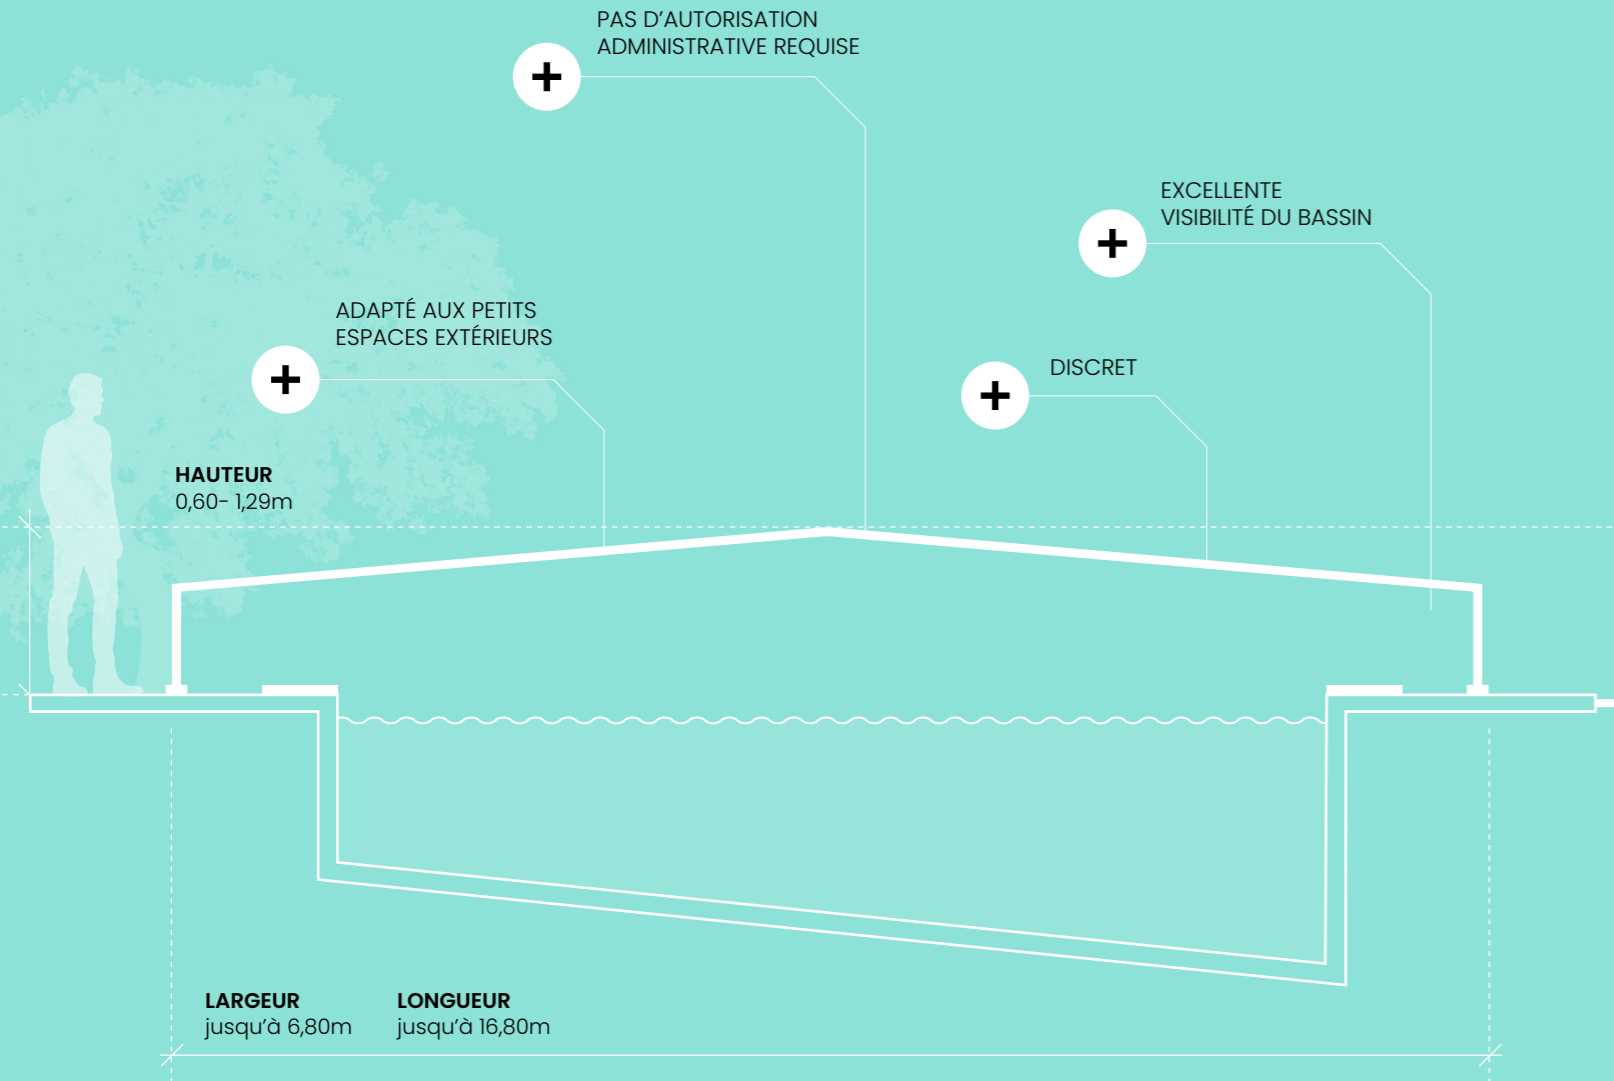 PAS D'AUTORISATION
ADMINISTRATIVE REQUISE
EXCELLENTE
VISIBILITÉ DU BASSIN
ADAPTÉ AUX PETITS
ESPACES EXTÉRIEURS
DISCRET
HAUTEUR
0,60- 1,29m
LARGEUR
jusqu'à 6,80m
LONGUEUR
jusqu'à 16,80m